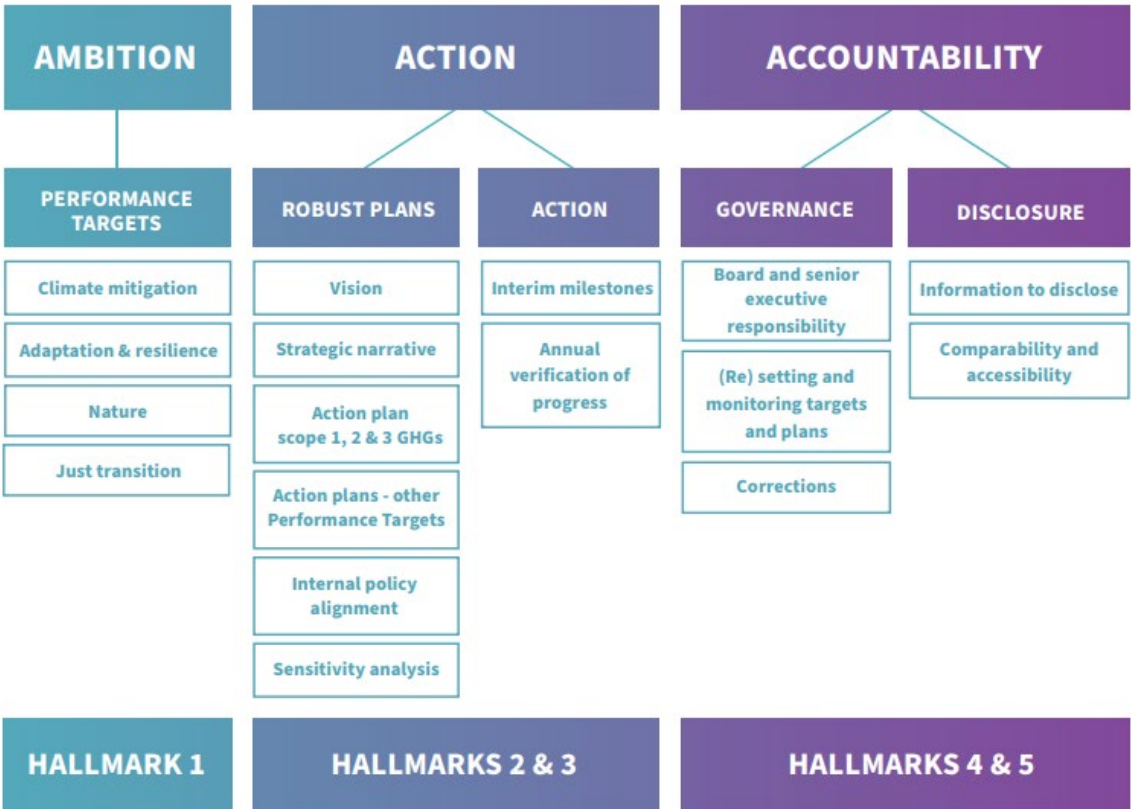 AMBITION
ACTION
ACCOUNTABILITY
PERFORMANCE
TARGETS
ROBUST PLANS
ACTION
GOVERNANCE
DISCLOSURE
Climate mitigation
Adaptation & resilience
Nature
Just transition
Vision
Strategic narrative
Action plan
scope 1, 2 & 3 GHGs
Action plans - other
Performance Targets
Internal policy
alignment
Sensitivity analysis
Interim milestones
Annual
verification of
progress
Board and senior
executive
responsibility
(Re) setting and
monitoring targets
and plans
Corrections
Information to disclose
Comparability and
accessibility
HALLMARK 1
HALLMARKS 2 & 3
HALLMARKS 4 & 5